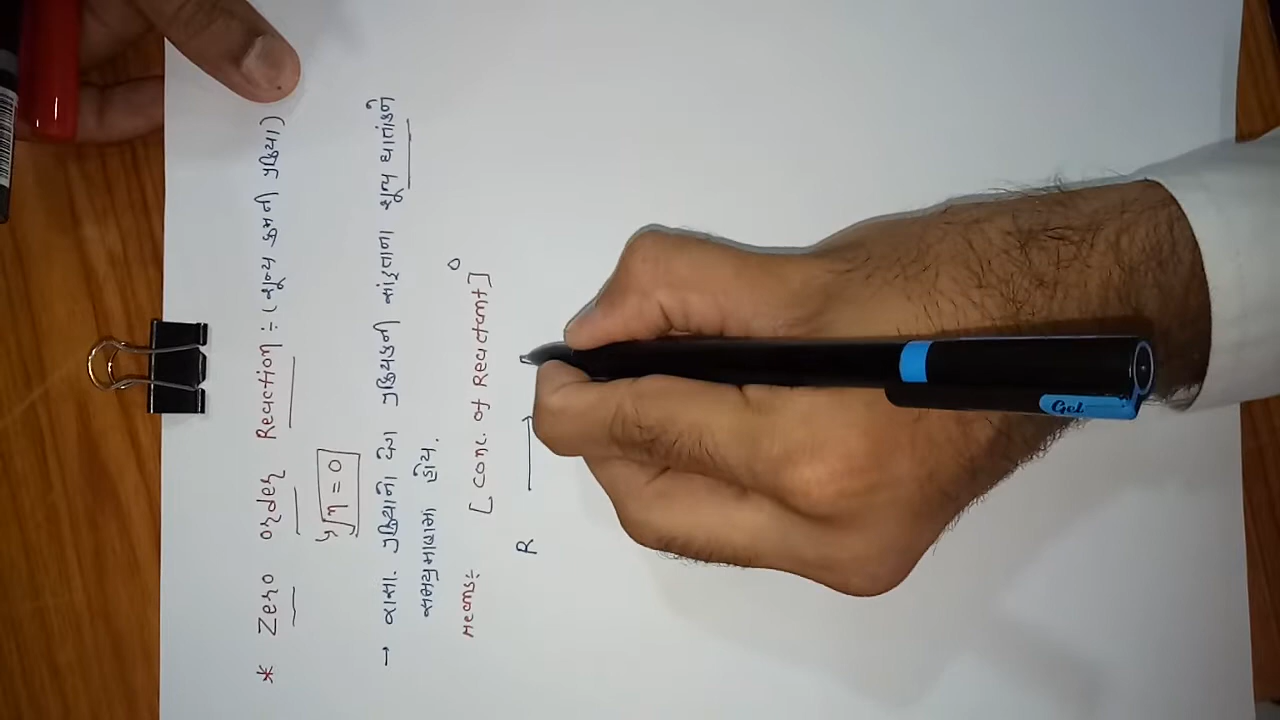 * Zero order Reaction ÷ (શૂન્ય ક્રમની પ્રક્રિયા)
n = 0
→ રાસા. પ્રક્રિયાનો વેગ પ્રક્રિયકની સાંદ્રતાના શૂન્ય ઘાતાંકને
સમપ્રમાણમાં હોય.
Means ÷ [conc. of Reactant]⁰
R →
Gel